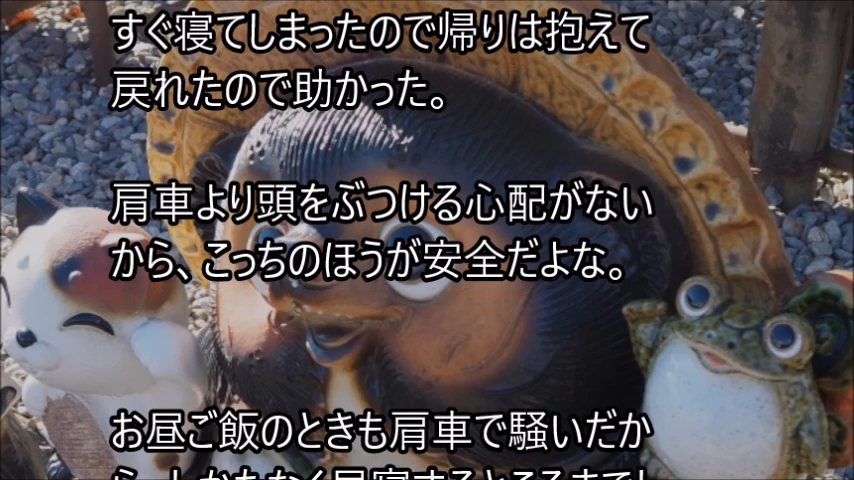 すぐ寝てしまったので帰りは抱えて
戻れたので助かった。
肩車より頭をぶつける心配がない
から、こっちのほうが安全だよな。
お昼ご飯のときも肩車で騒いだか